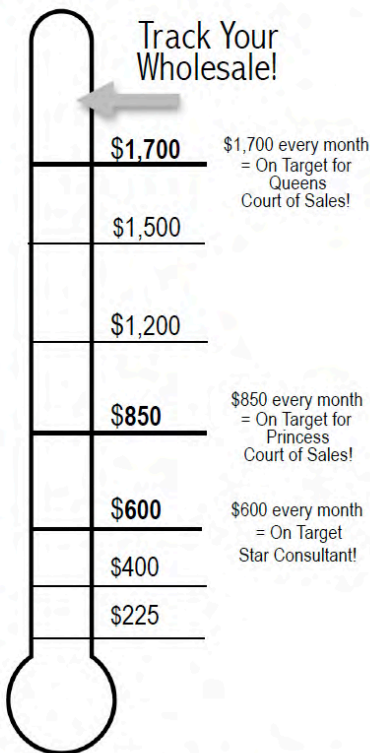 Track Your
Wholesale!
$1,700
$1,700 every month
= On Target for
Queens
Court of Sales!
$1,500
$1,200
$850
$850 every month
= On Target for
Princess
Court of Sales!
$600
$600 every month
= On Target
Star Consultant!
$400
$225